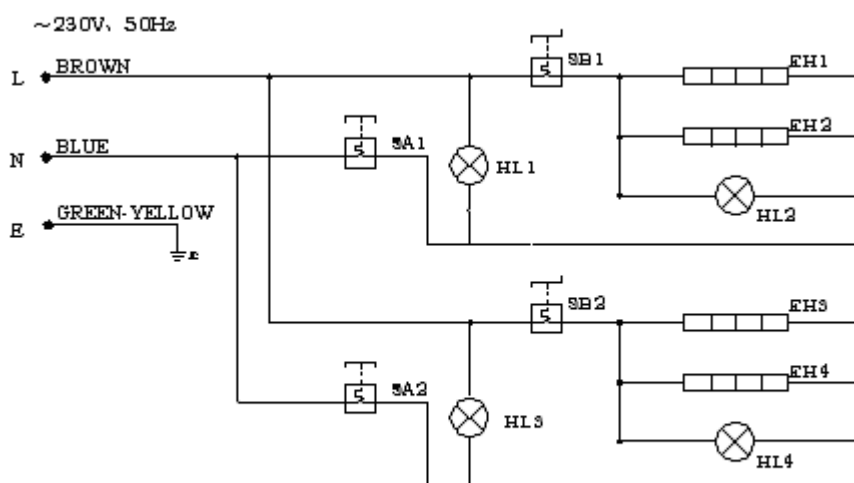 ~230V、50Hz
L BROWN
SB1
EH1
EH2
SA1
N BLUE
HL1
HL2
GREEN-YELLOW
E
SB2
EH3
EH4
SA2
HL3
HL4